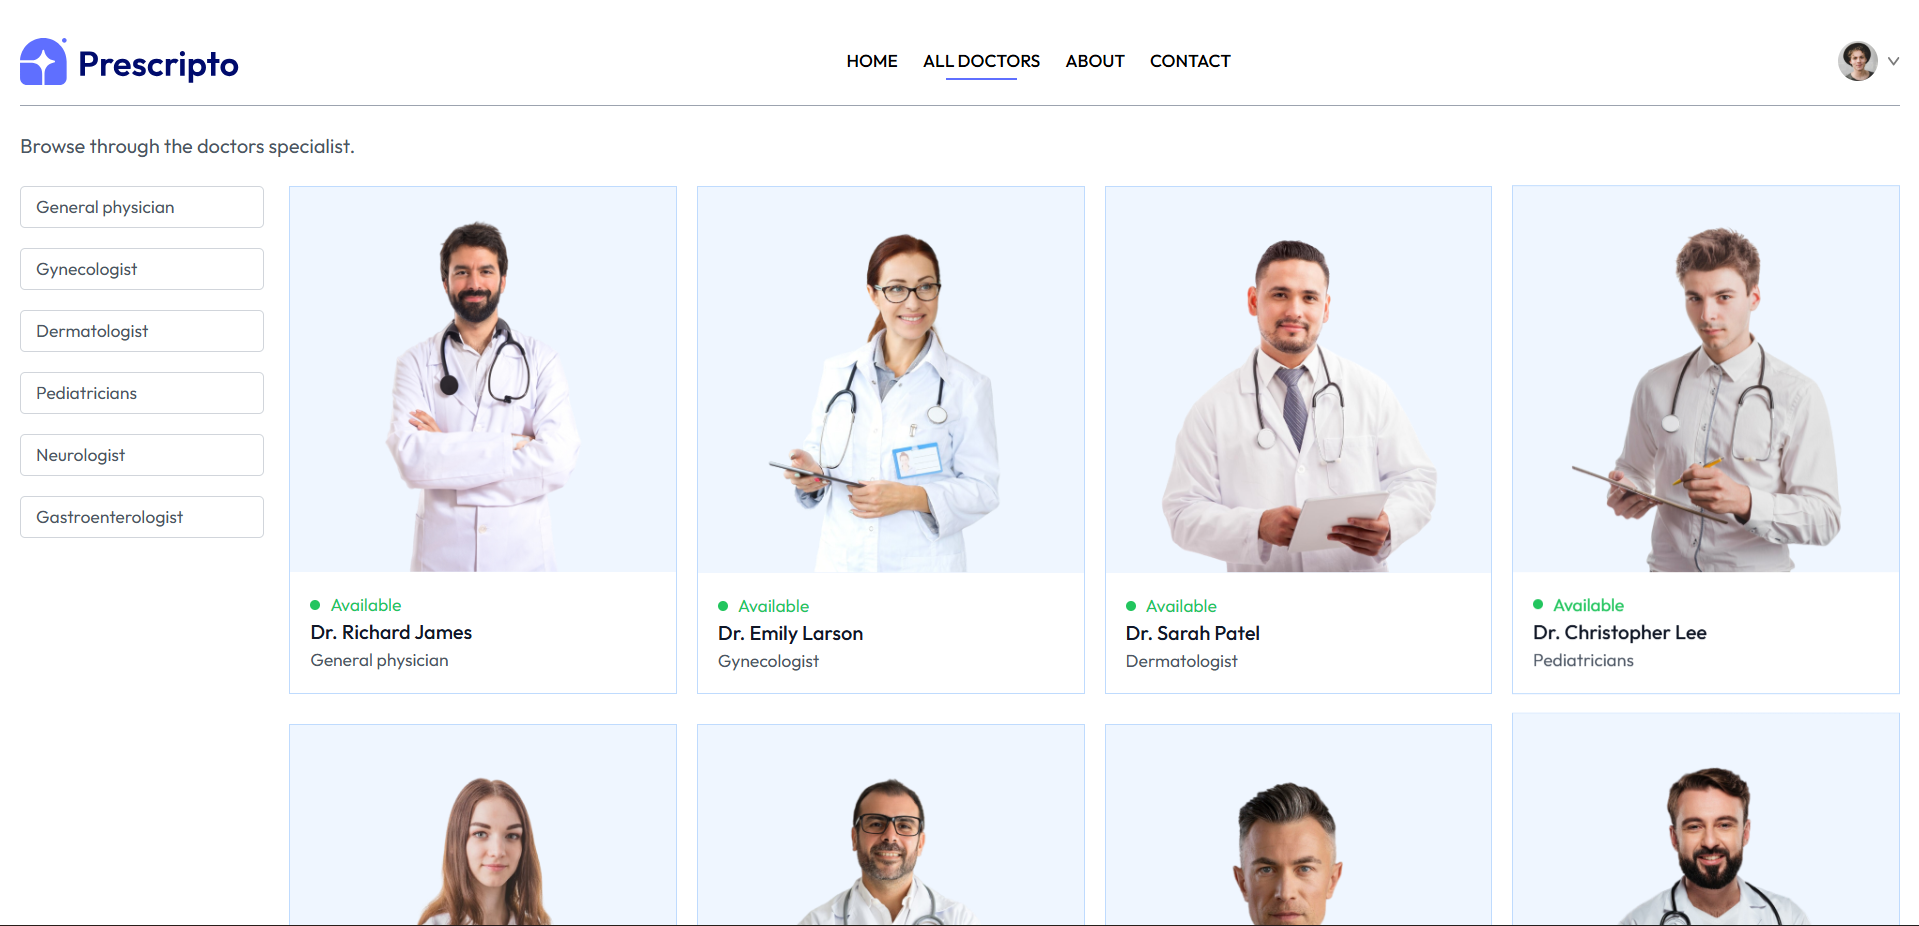 Prescripto
HOME
ALL DOCTORS
ABOUT
CONTACT
Browse through the doctors specialist.
General physician
Gynecologist
Dermatologist
Pediatricians
Neurologist
Gastroenterologist
Available
Dr. Richard James
General physician
Available
Dr. Emily Larson
Gynecologist
Available
Dr. Sarah Patel
Dermatologist
Available
Dr. Christopher Lee
Pediatricians